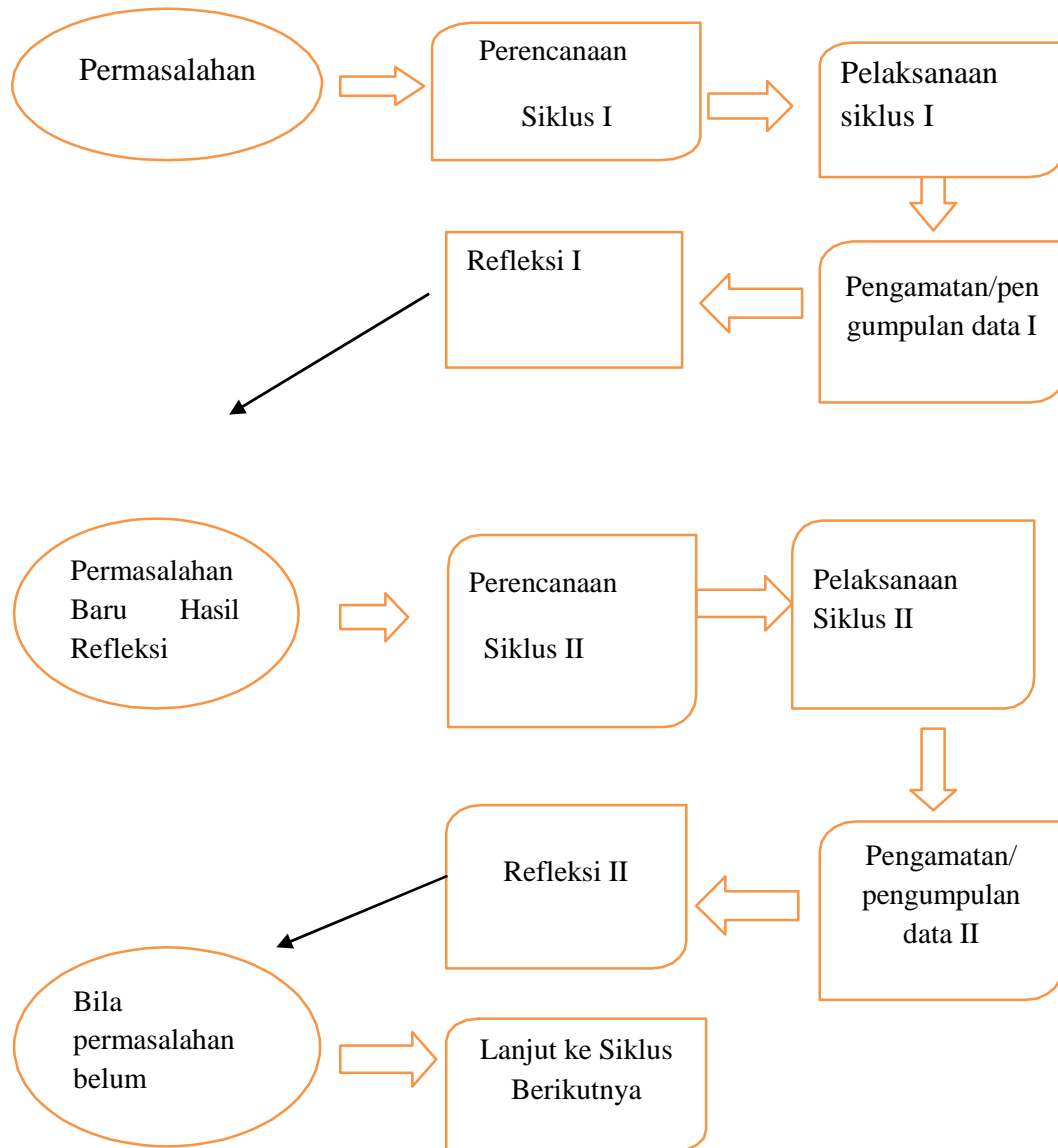 Permasalahan
Perencanaan
Siklus I
Pelaksanaan
siklus I
Refleksi I
Pengamatan/pen
gumpulan data I
Permasalahan
Baru Hasil
Refleksi
Perencanaan
Siklus II
Pelaksanaan
Siklus II
Refleksi II
Pengamatan/
pengumpulan
data II
Bila
permasalahan
belum
Lanjut ke Siklus
Berikutnya